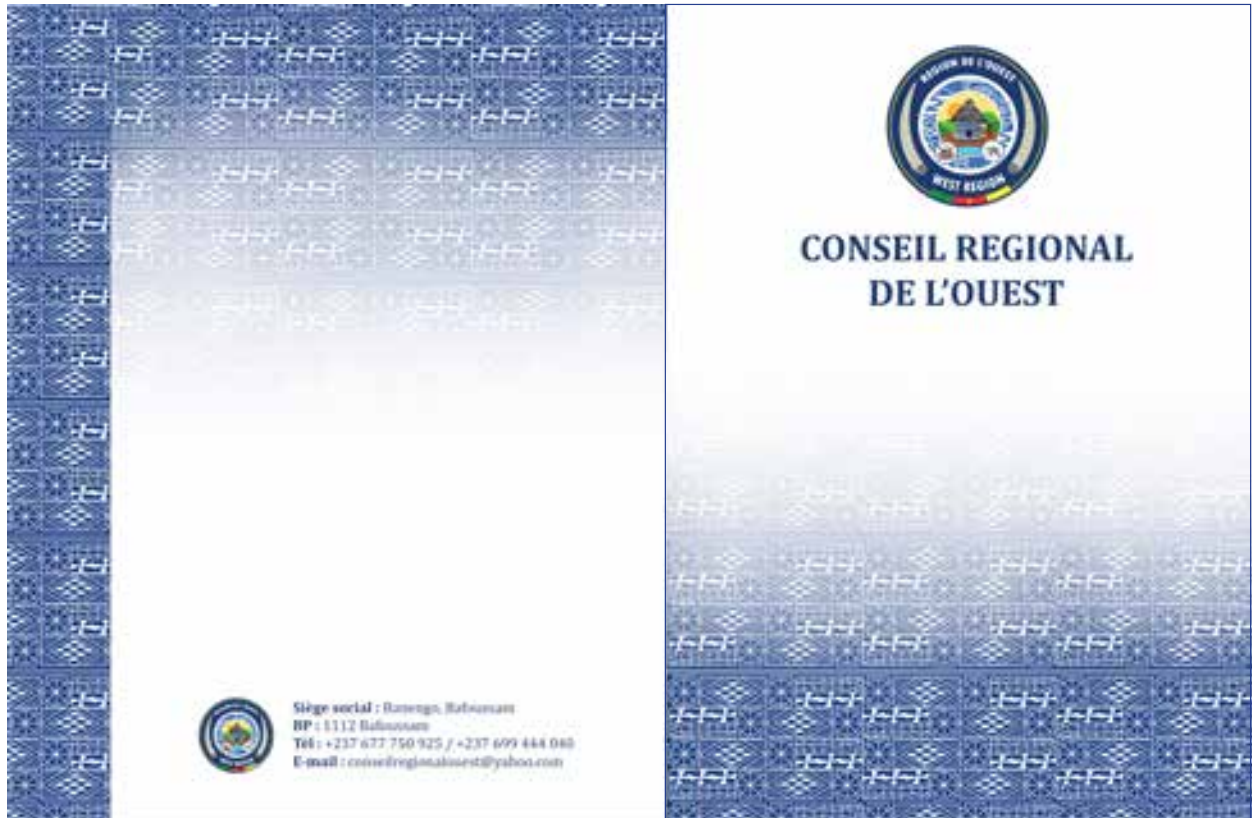 REGION DE L'OUEST
WEST REGION
CONSEIL REGIONAL
DE L'OUEST
Siège social : Banengo, Bafoussam
BP : 1112 Bafoussam
Tél : +237 677 750 925 / +237 699 444 040
E-mail : conseilregionalouest@yahoo.com